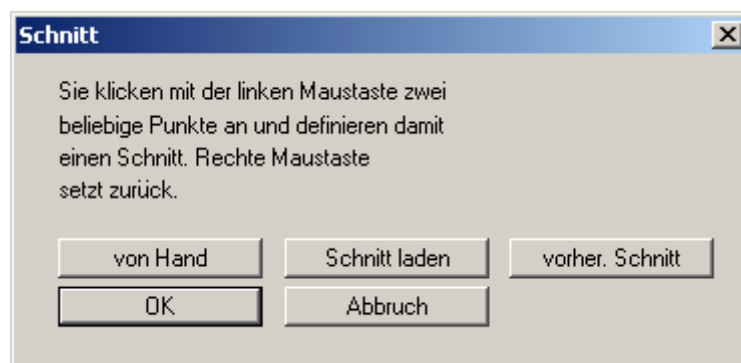 Schnitt
Sie klicken mit der linken Maustaste zwei
beliebige Punkte an und definieren damit
einen Schnitt. Rechte Maustaste
setzt zurück.
von Hand
Schnitt laden
vorher. Schnitt
OK
Abbruch